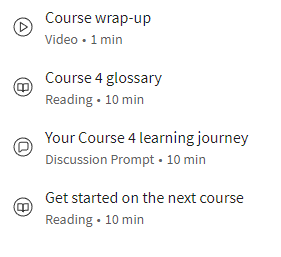 Course wrap-up
Video • 1 min
Course 4 glossary
Reading • 10 min
Your Course 4 learning journey
Discussion Prompt • 10 min
Get started on the next course
Reading • 10 min